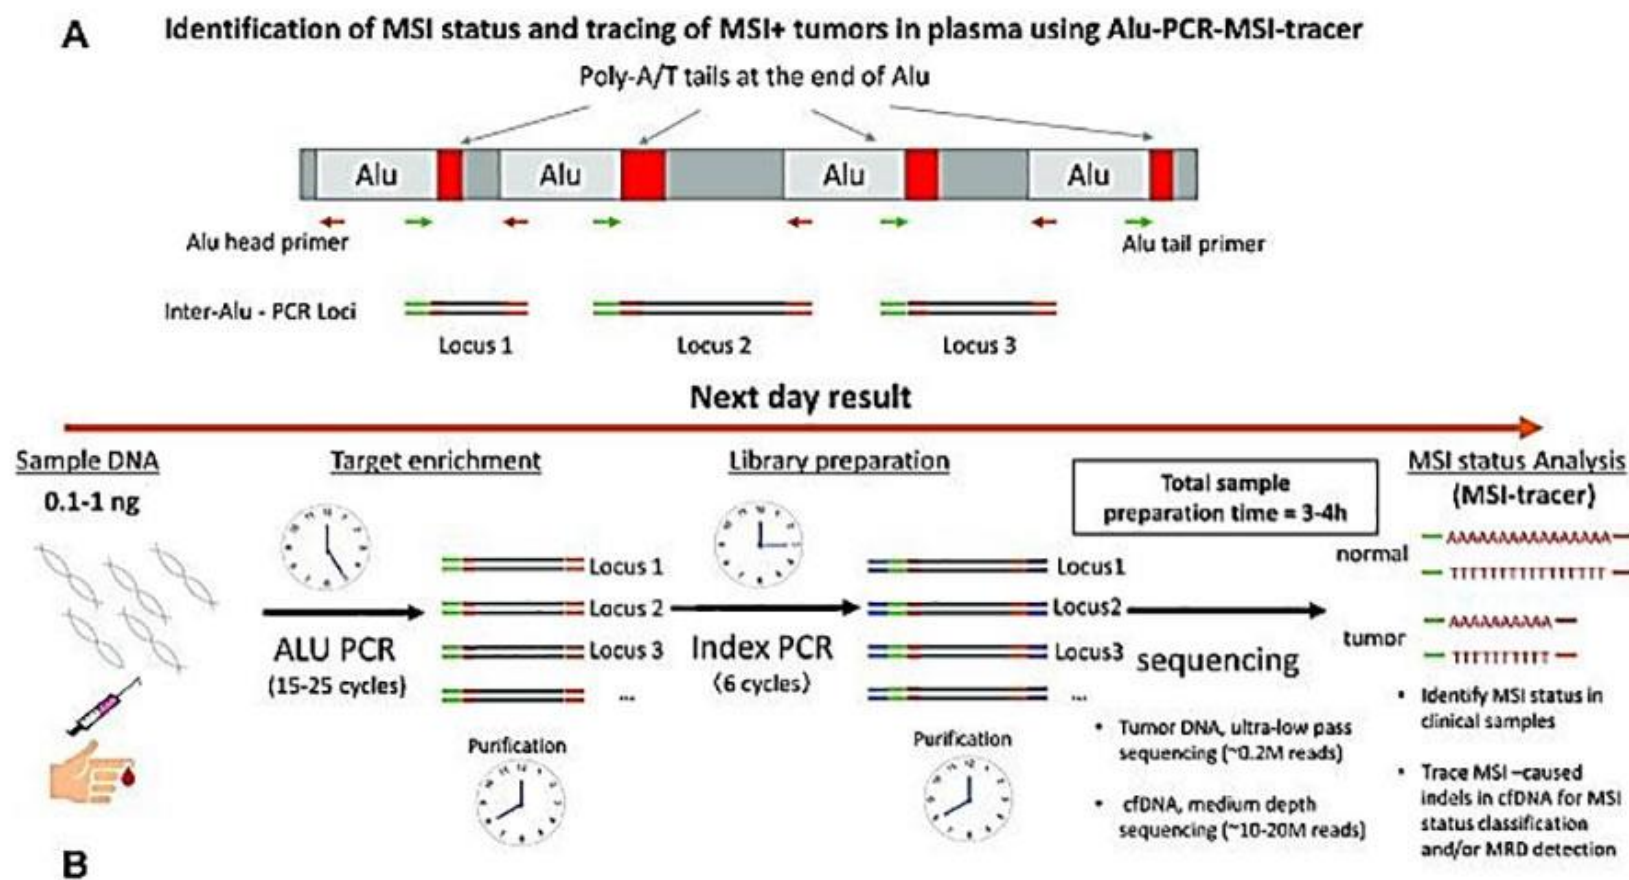 A
Identification of MSI status and tracing of MSI+ tumors in plasma using Alu-PCR-MSI-tracer
Poly-A/T tails at the end of Alu
Alu
Alu
Alu
Alu
Alu head primer
Alu tail primer
Inter-Alu - PCR Loci
Locus 1
Locus 2
Locus 3
Next day result
Sample DNA
0.1-1 ng
Target enrichment
ALU PCR
(15-25 cycles)
Locus 1
Locus 2
Locus 3
...
Purification
Library preparation
Index PCR
(6 cycles)
Locus1
Locus2
Locus3
...
Purification
Total sample
preparation time = 3-4h
sequencing
• Tumor DNA, ultra-low pass
sequencing (~0.2M reads)
• cfDNA, medium depth
sequencing (~10-20M reads)
MSI status Analysis
(MSI-tracer)
normal
tumor
• Identify MSI status in
clinical samples
• Trace MSI –caused
indels in cfDNA for MSI
status classification
and/or MRD detection
B